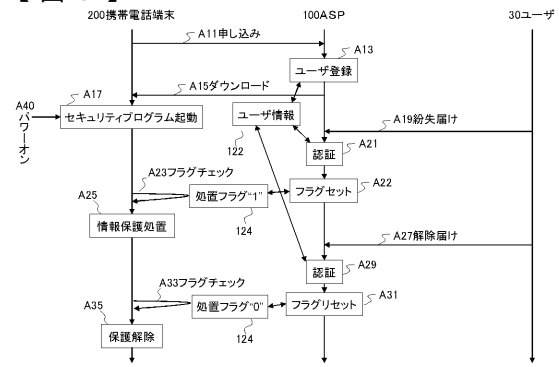 200携帯電話端末
100ASP
30ユーザ
A11申し込み
A13
ユーザ登録
A15ダウンロード
A17
A40
パワーオン
セキュリティプログラム起動
ユーザ情報
122
A19紛失届け
A21
認証
A23フラグチェック
A22
フラグセット
処置フラグ"1"
124
A25
情報保護処置
A27解除届け
A29
認証
A33フラグチェック
A31
フラグリセット
処置フラグ"0"
124
A35
保護解除